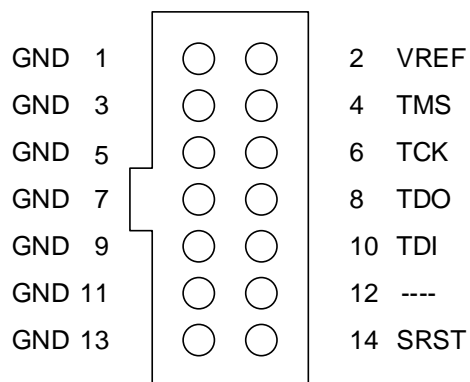 GND 1 2 VREF
GND 3 4 TMS
GND 5 6 TCK
GND 7 8 TDO
GND 9 10 TDI
GND 11 12 ----
GND 13 14 SRST